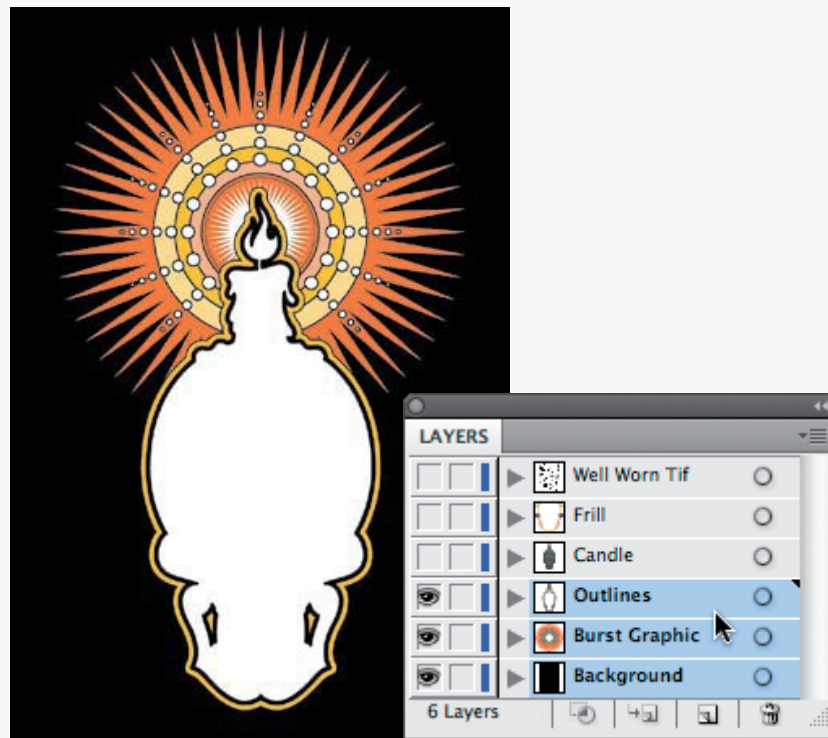 LAYERS
Well Worn Tif
Frill
Candle
Outlines
Burst Graphic
Background
6 Layers